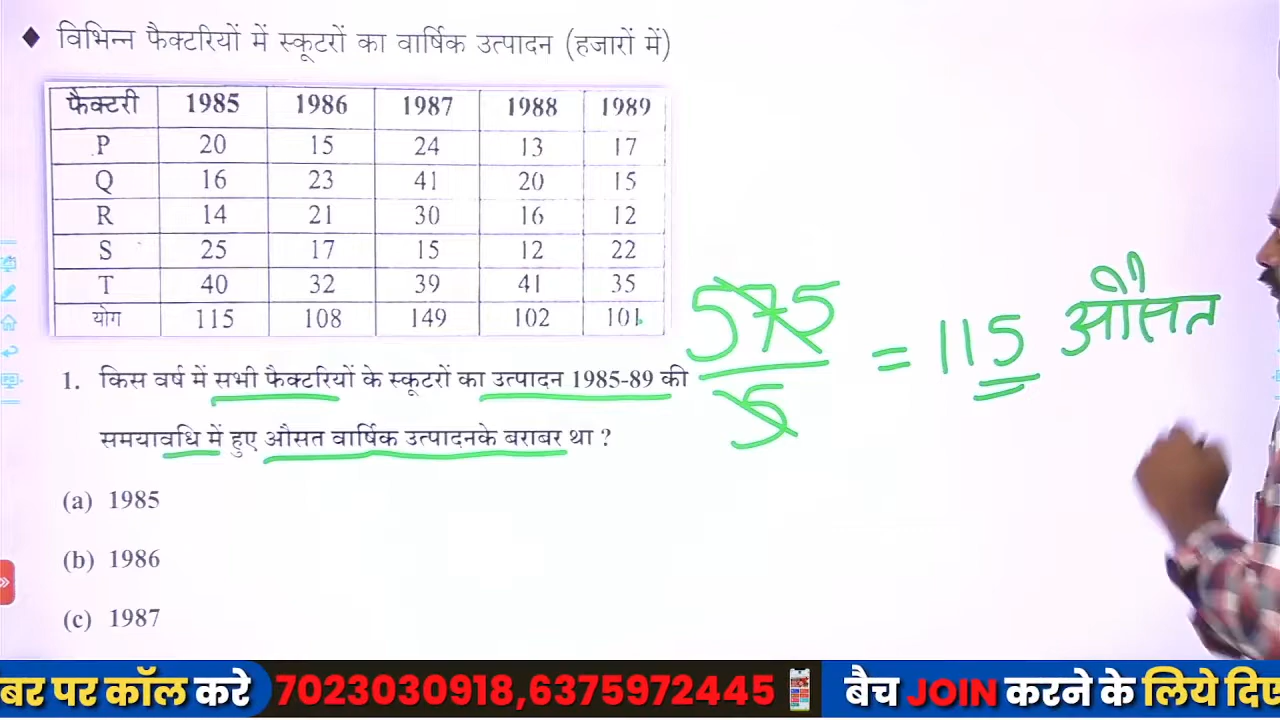 ◆ विभिन्न फैक्टरियों में स्कूटरों का वार्षिक उत्पादन (हजारों में)
फैक्टरी 1985 1986 1987 1988 1989
P 20 15 24 13 17
Q 16 23 41 20 15
R 14 21 30 16 12
S 25 17 15 12 22
T 40 32 39 41 35
योग 115 108 149 102 101
575/5 = 115 औसत
1. किस वर्ष में सभी फैक्टरियों के स्कूटरों का उत्पादन 1985-89 की
समयावधि में हुए औसत वार्षिक उत्पादनके बराबर था ?
(a) 1985
(b) 1986
(c) 1987
बर पर कॉल करे 7023030918,6375972445 बैच JOIN करने के लिये